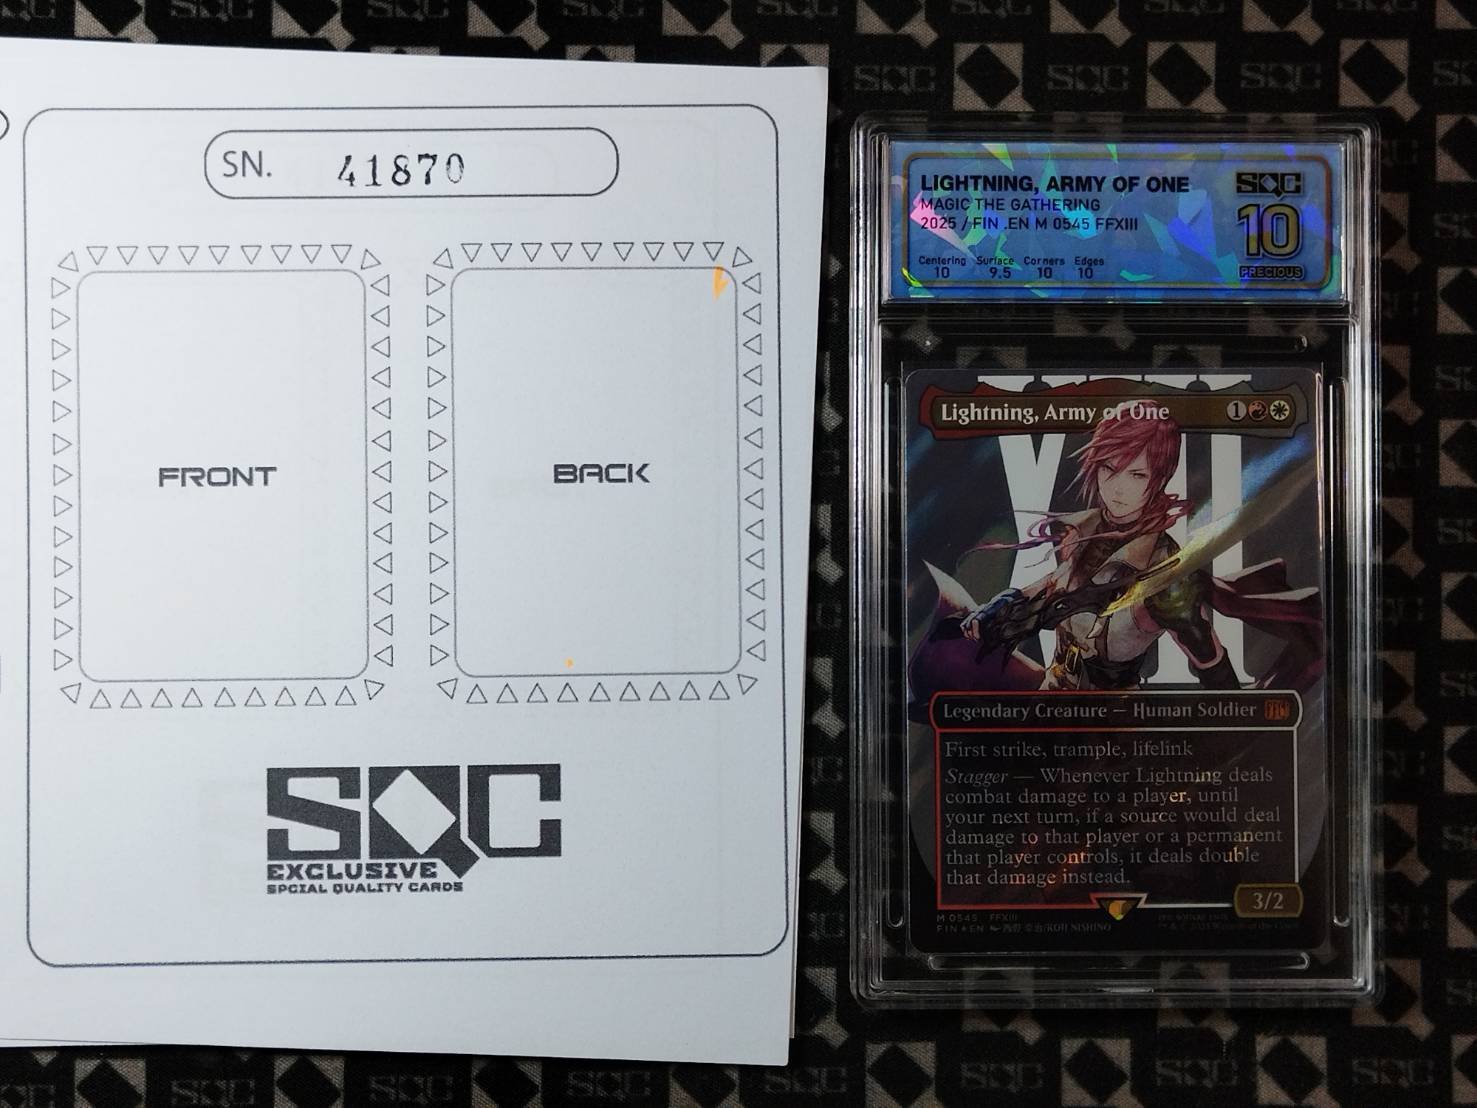 SN. 41870
FRONT
BACK
SQC
EXCLUSIVE
SPCIAL QUALITY CARDS
LIGHTNING, ARMY OF ONE
MAGIC THE GATHERING
2025 / FIN .EN M 0545 FFXIII
Centering Surface Corners Edges
10 9.5 10 10
SQC
10
PRECIOUS
XIII
Lightning, Army of One 1
Legendary Creature — Human Soldier
First strike, trample, lifelink
Stagger — Whenever Lightning deals
combat damage to a player, until
your next turn, if a source would deal
damage to that player or a permanent
that player controls, it deals double
that damage instead.
3/2
M 0545 FFXIII
FIN ★ EN KOJI NISHINO